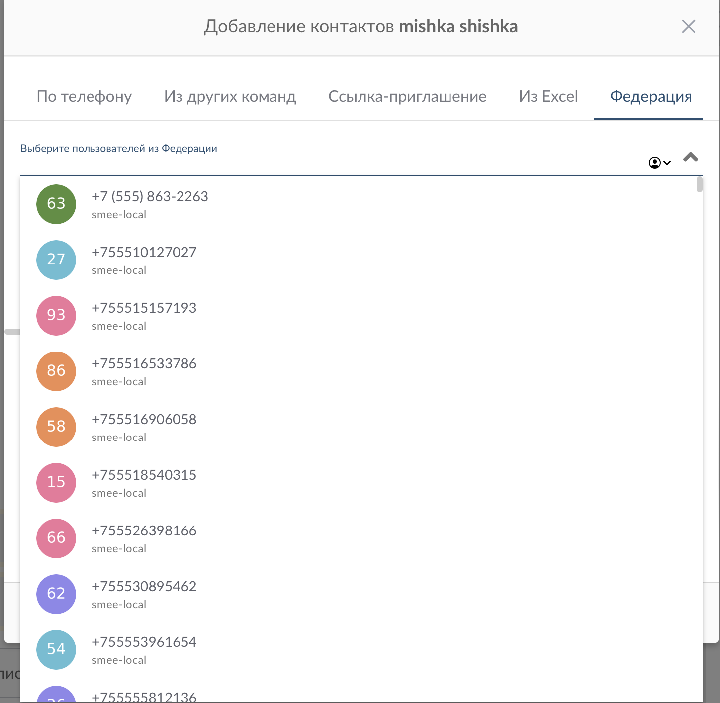 Добавление контактов mishka shishka
По телефону Из других команд Ссылка-приглашение Из Excel Федерация
Выберите пользователей из Федерации
63 +7 (555) 863-2263
smee-local
27 +755510127027
smee-local
93 +755515157193
smee-local
86 +755516533786
smee-local
58 +755516906058
smee-local
15 +755518540315
smee-local
66 +755526398166
smee-local
62 +755530895462
smee-local
54 +755553961654
smee-local
36 +755555812136